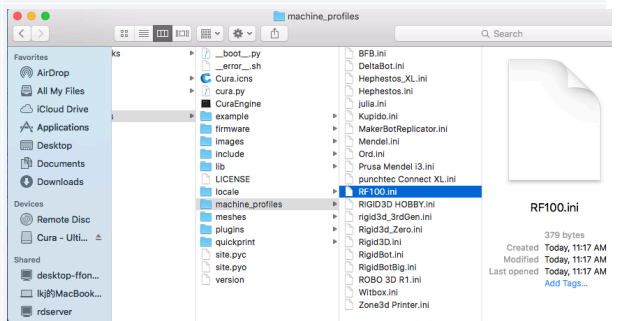 machine_profiles
Search
Favorites
AirDrop
All My Files
iCloud Drive
Applications
Desktop
Documents
Downloads
Devices
Remote Disc
Cura - Ulti...
Shared
desktop-ffon...
lkj的MacBook...
rdserver
ks
s
__boot__.py
__error__.sh
Cura.icns
cura.py
CuraEngine
example
firmware
images
include
lib
LICENSE
locale
machine_profiles
meshes
plugins
quickprint
site.pyc
site.pyo
version
BFB.ini
DeltaBot.ini
Hephestos_XL.ini
Hephestos.ini
julia.ini
Kupido.ini
MakerBotReplicator.ini
Mendel.ini
Ord.ini
Prusa Mendel i3.ini
punchtec Connect XL.ini
RF100.ini
RIGID3D HOBBY.ini
rigid3d_3rdGen.ini
Rigid3d_Zero.ini
Rigid3D.ini
RigidBot.ini
RigidBotBig.ini
ROBO 3D R1.ini
Witbox.ini
Zone3d Printer.ini
RF100.ini
379 bytes
Created Today, 11:17 AM
Modified Today, 11:17 AM
Last opened Today, 11:17 AM
Add Tags...